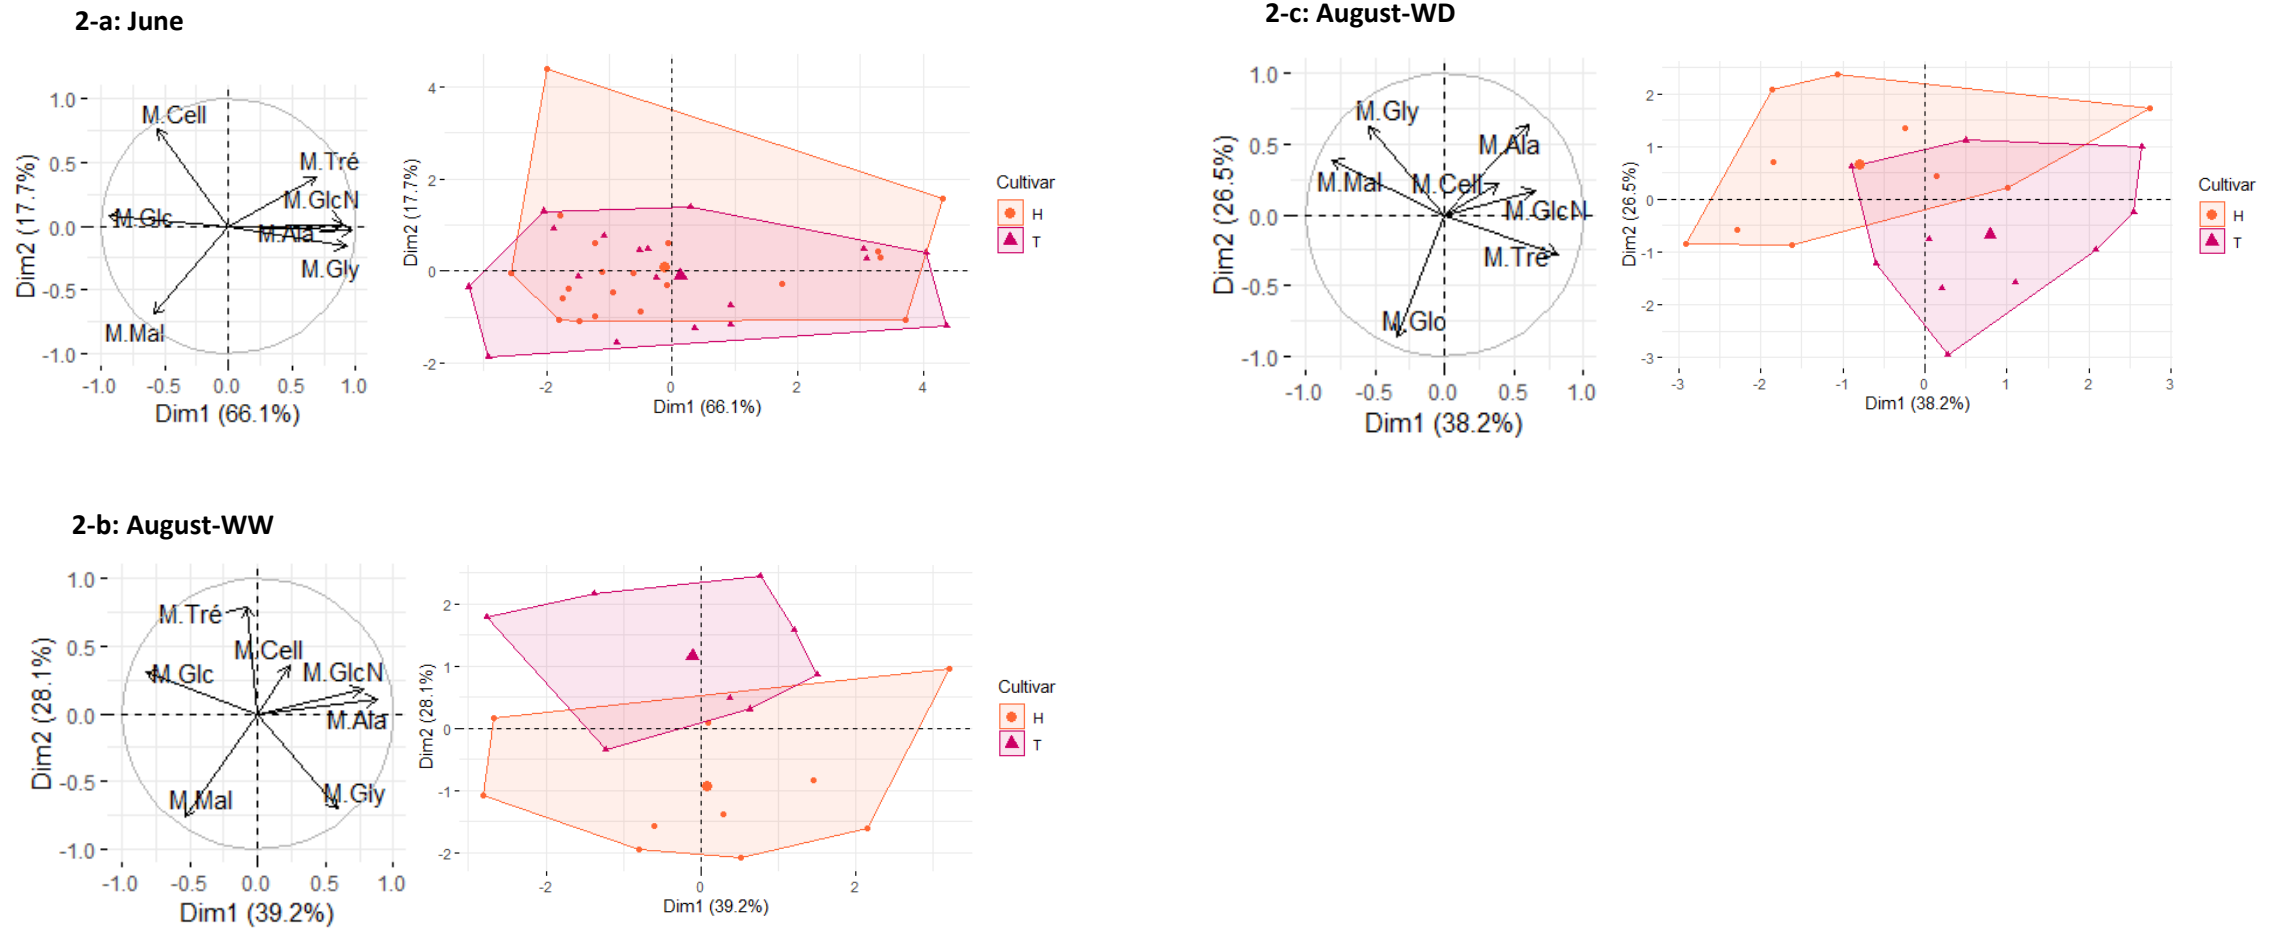 2-a: June
1.0
0.5
0.0
-0.5
-1.0
Dim2 (17.7%)
M.Cell
M.Tré
M.GlcN
M.Glc
M.Ala
M.Gly
M.Mal
-1.0 -0.5 0.0 0.5 1.0
Dim1 (66.1%)
4
2
0
-2
Dim2 (17.7%)
-2 0 2 4
Dim1 (66.1%)
Cultivar
H
T
2-c: August-WD
1.0
0.5
0.0
-0.5
-1.0
Dim2 (26.5%)
M.Gly
M.Ala
M.Mal
M.Cell
M.GlcN
M.Tré
M.Glo
-1.0 -0.5 0.0 0.5 1.0
Dim1 (38.2%)
2
1
0
-1
-2
-3
Dim2 (26.5%)
-3 -2 -1 0 1 2 3
Dim1 (38.2%)
Cultivar
H
T
2-b: August-WW
1.0
0.5
0.0
-0.5
-1.0
Dim2 (28.1%)
M.Tré
M.Cell
M.Glc
M.GlcN
M.Ala
M.Mal
M.Gly
-1.0 -0.5 0.0 0.5 1.0
Dim1 (39.2%)
2
1
0
-1
-2
Dim2 (28.1%)
-2 0 2
Dim1 (39.2%)
Cultivar
H
T